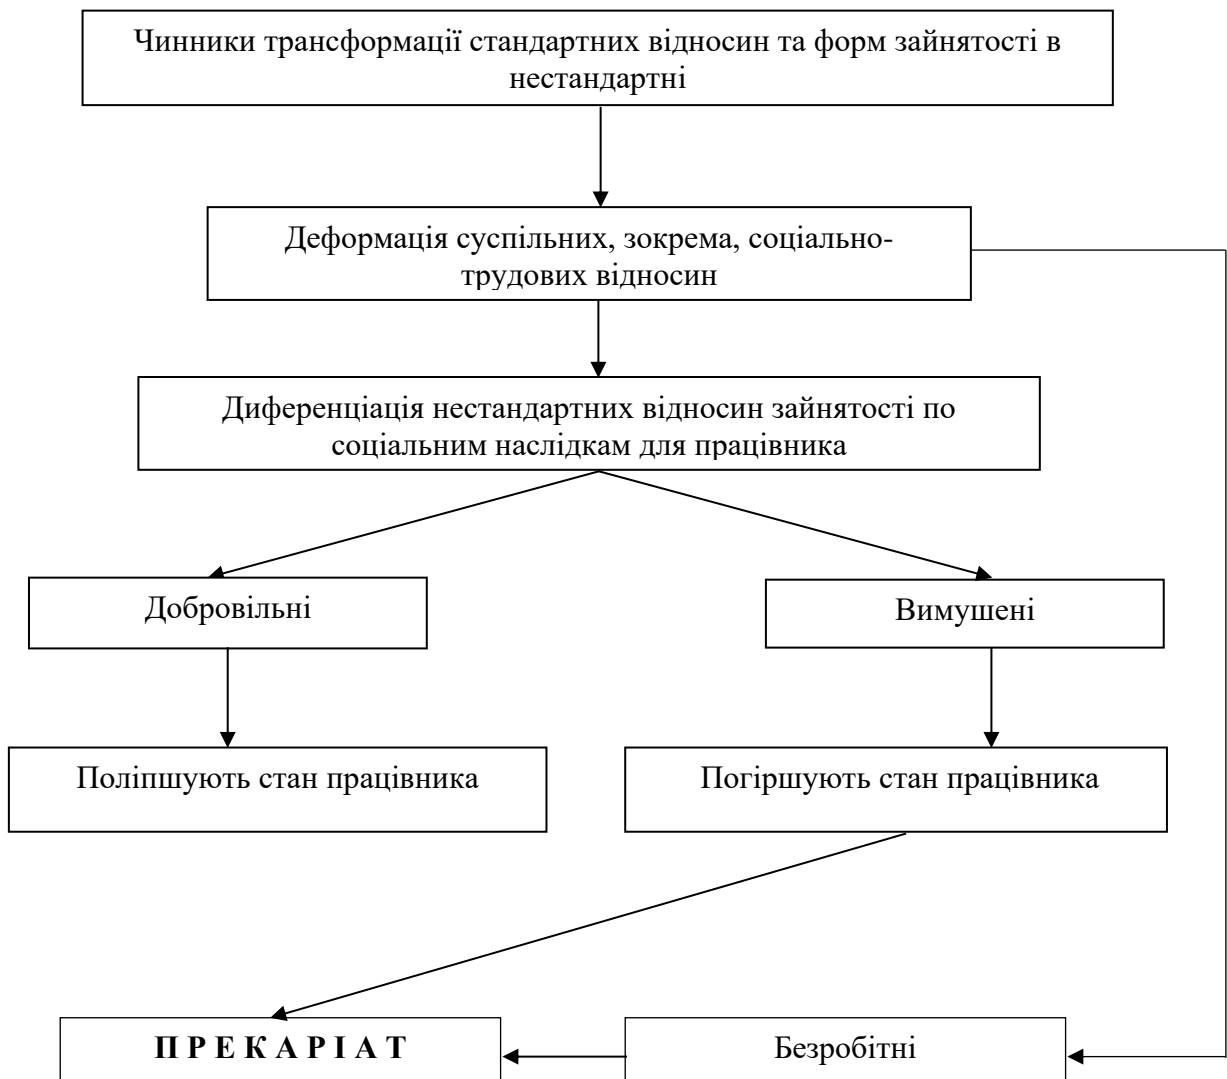 Чинники трансформації стандартних відносин та форм зайнятості в
нестандартні
Деформація суспільних, зокрема, соціально-
трудових відносин
Диференціація нестандартних відносин зайнятості по
соціальним наслідкам для працівника
Добровільні
Вимушені
Поліпшують стан працівника
Погіршують стан працівника
П Р Е К А Р І А Т
Безробітні